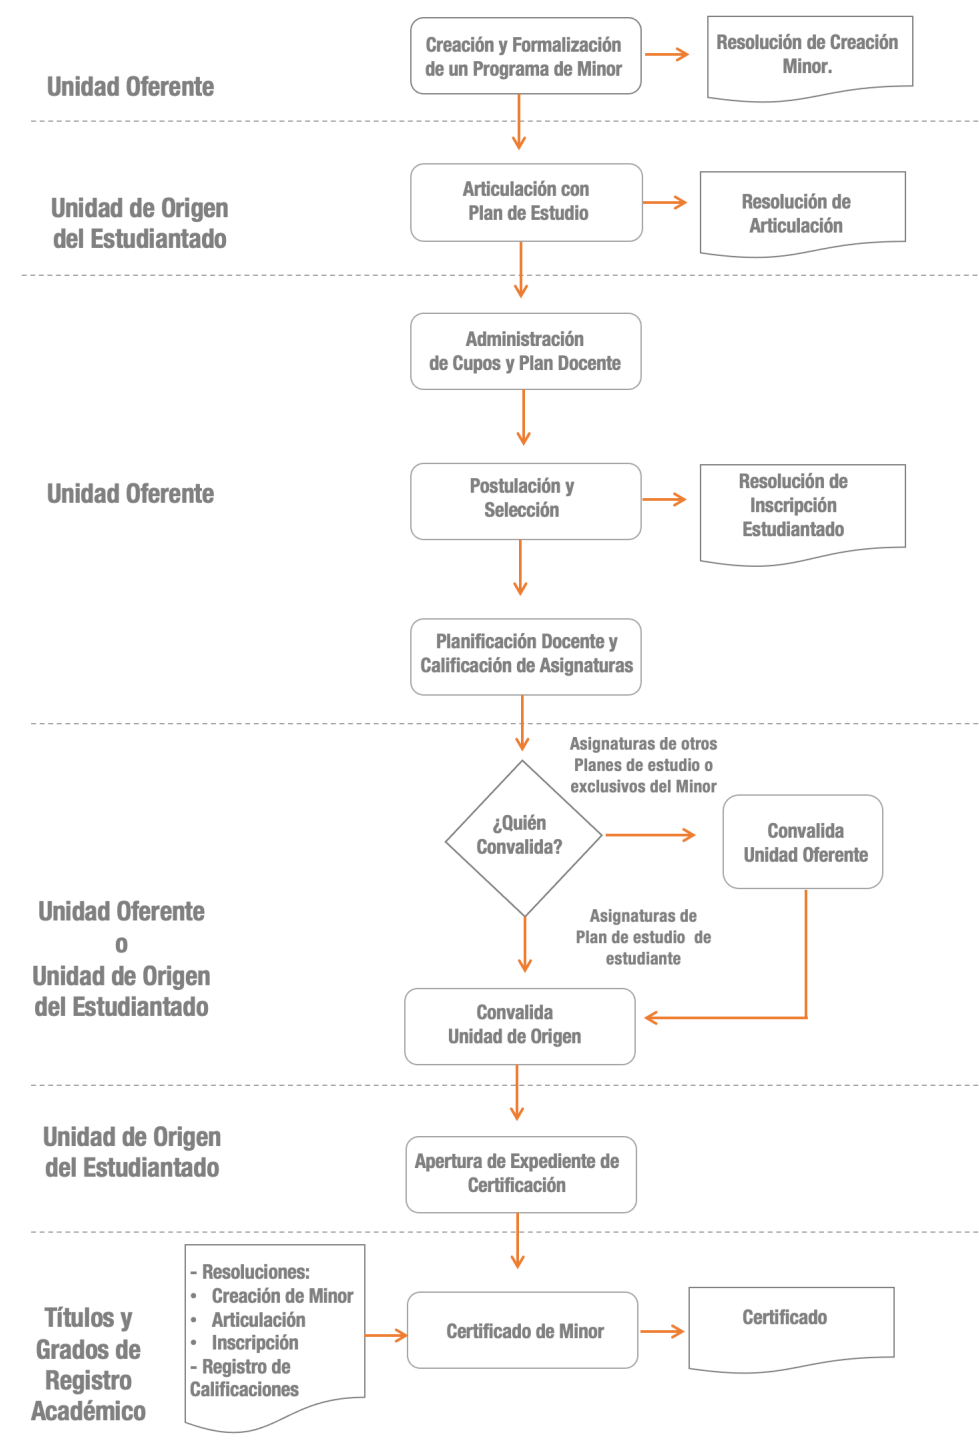 Creación y Formalización
de un Programa de Minor
Resolución de Creación
Minor.
Unidad Oferente
Articulación con
Plan de Estudio
Resolución de
Articulación
Unidad de Origen
del Estudiantado
Administración
de Cupos y Plan Docente
Unidad Oferente
Postulación y
Selección
Resolución de
Inscripción
Estudiantado
Planificación Docente y
Calificación de Asignaturas
Asignaturas de otros
Planes de estudio o
exclusivos del Minor
¿Quién
Convalida?
Convalida
Unidad Oferente
Unidad Oferente
o
Unidad de Origen
del Estudiantado
Asignaturas de
Plan de estudio de
estudiante
Convalida
Unidad de Origen
Unidad de Origen
del Estudiantado
Apertura de Expediente de
Certificación
Títulos y
Grados de
Registro
Académico
- Resoluciones:
• Creación de Minor
• Articulación
• Inscripción
- Registro de
Calificaciones
Certificado de Minor
Certificado